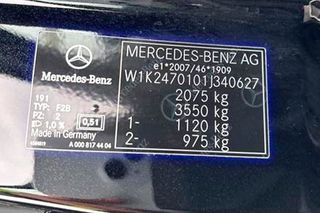 Mercedes-Benz
MERCEDES-BENZ AG
e1*2007/46*1909
W1K2470101J340627
2075 kg
3550 kg
1- 1120 kg
2- 975 kg
191
TYP: F2B
PZ: 2
1,0 % 0,51
Made in Germany
A 000 817 44 04